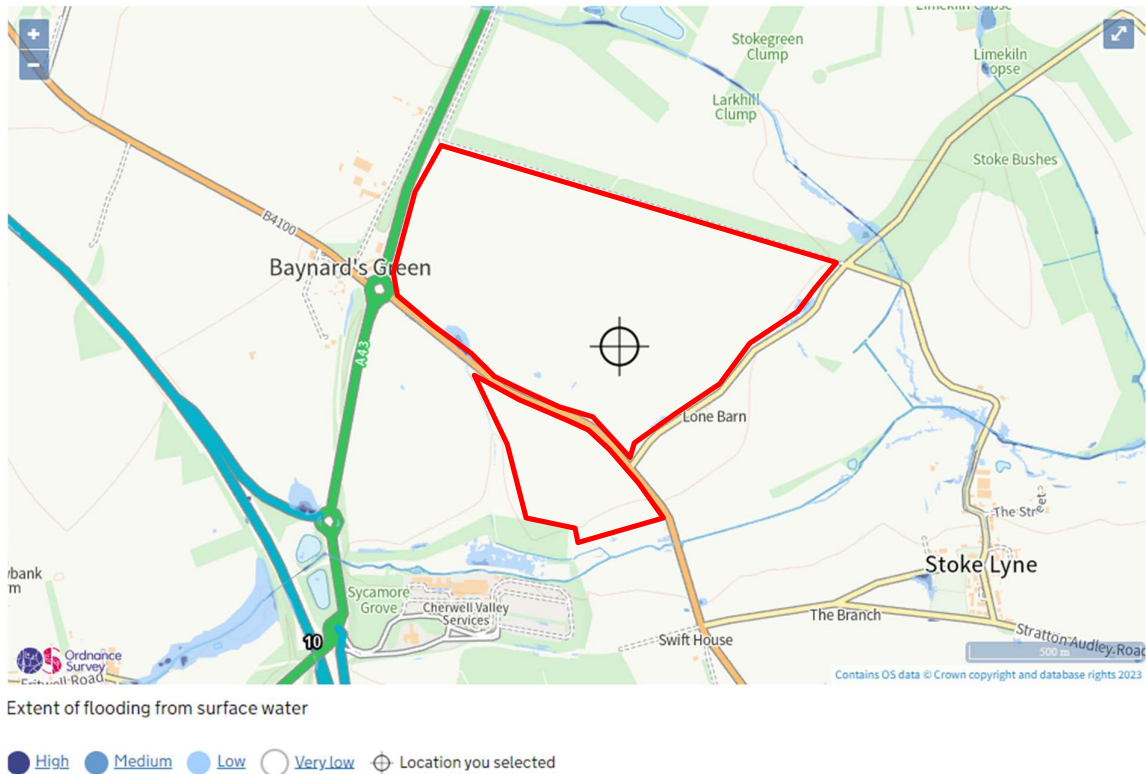 +
−
Limekiln Copse
Stokegreen
Clump
Limekiln
Copse
Larkhill
Clump
Stoke Bushes
B4100
Baynard's Green
A43
Lone Barn
The Street
Stoke Lyne
Sycamore
Grove
Cherwell Valley
Services
The Branch
10
Swift House
Stratton Audley Road
500 m
Ordnance
Survey
Fritwell Road
Contains OS data © Crown copyright and database rights 2023
Extent of flooding from surface water
High Medium Low Very low Location you selected